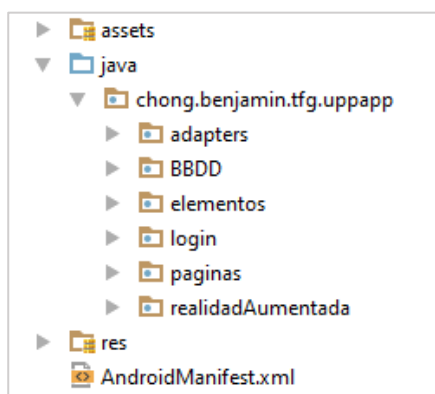 assets
java
chong.benjamin.tfg.uppapp
adapters
BBDD
elementos
login
paginas
realidadAumentada
res
AndroidManifest.xml